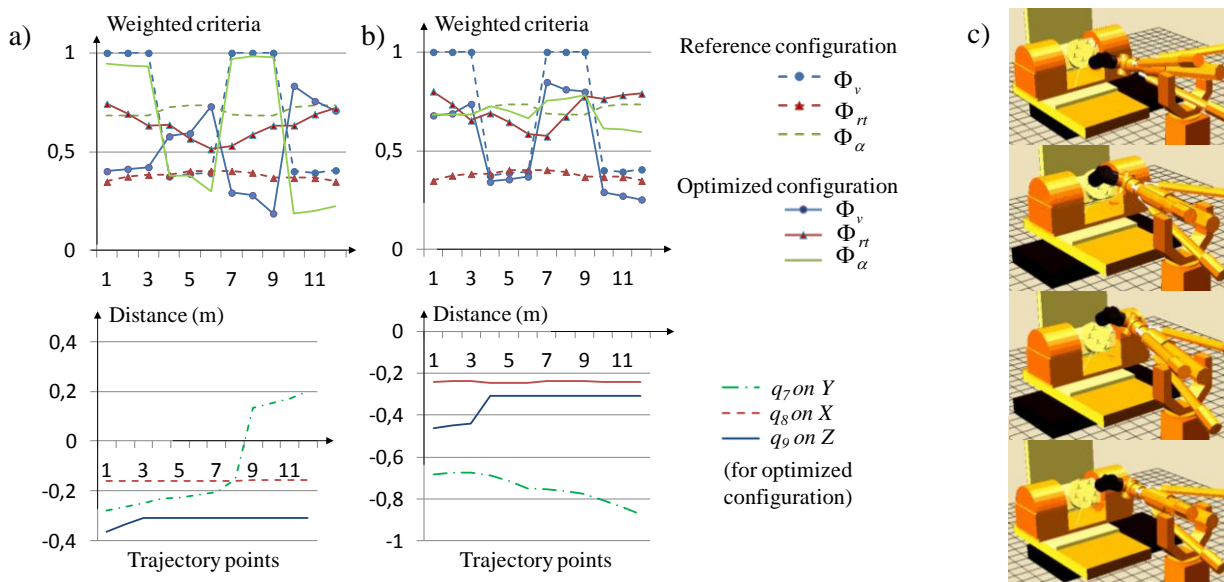 a)
Weighted criteria
1
0,5
0
1 3 5 7 9 11
Distance (m)
0,4
0,2
0
1 3 5 7 9 11
-0,2
-0,4
Trajectory points
b)
Weighted criteria
1
0,5
0
1 3 5 7 9 11
Distance (m)
0
1 3 5 7 9 11
-0,2
-0,4
-0,6
-0,8
-1
Trajectory points
Reference configuration
Φv
Φrt
Φα
Optimized configuration
Φv
Φrt
Φα
q7 on Y
q8 on X
q9 on Z
(for optimized
configuration)
c)